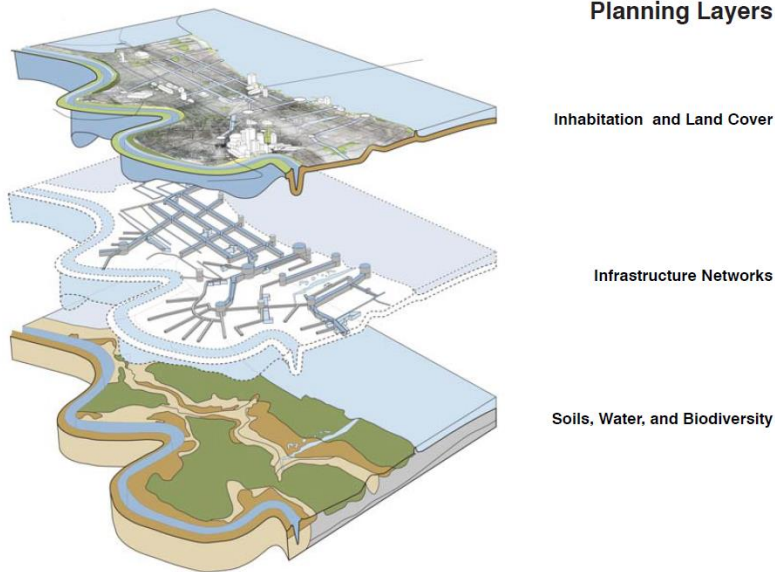 Planning Layers
Inhabitation and Land Cover
Infrastructure Networks
Soils, Water, and Biodiversity